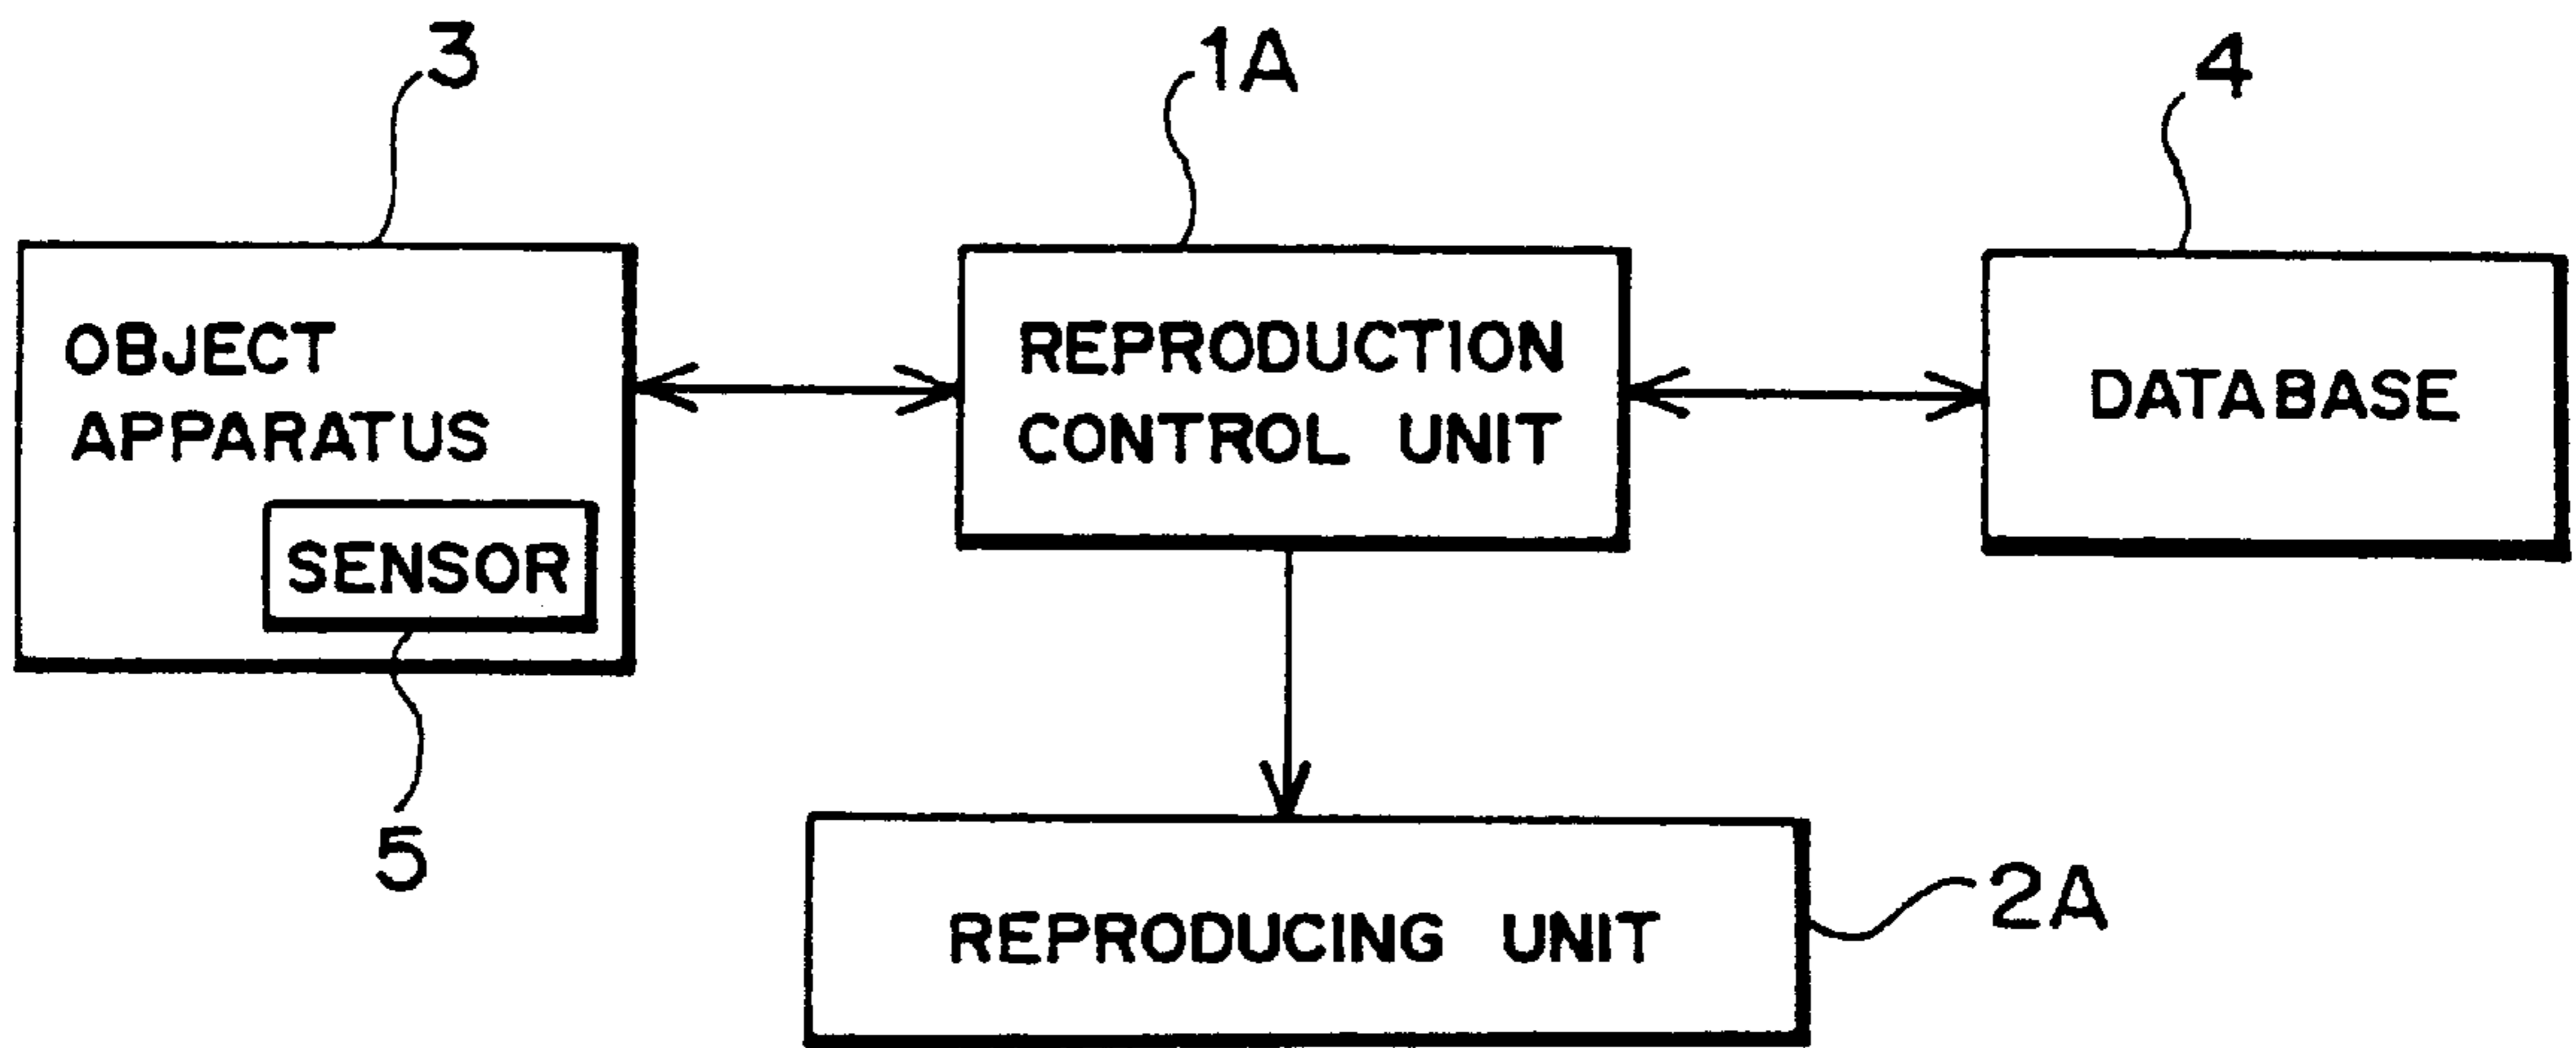 3
1A
4
OBJECT
APPARATUS
SENSOR
5
REPRODUCTION
CONTROL UNIT
DATABASE
REPRODUCING UNIT
2A